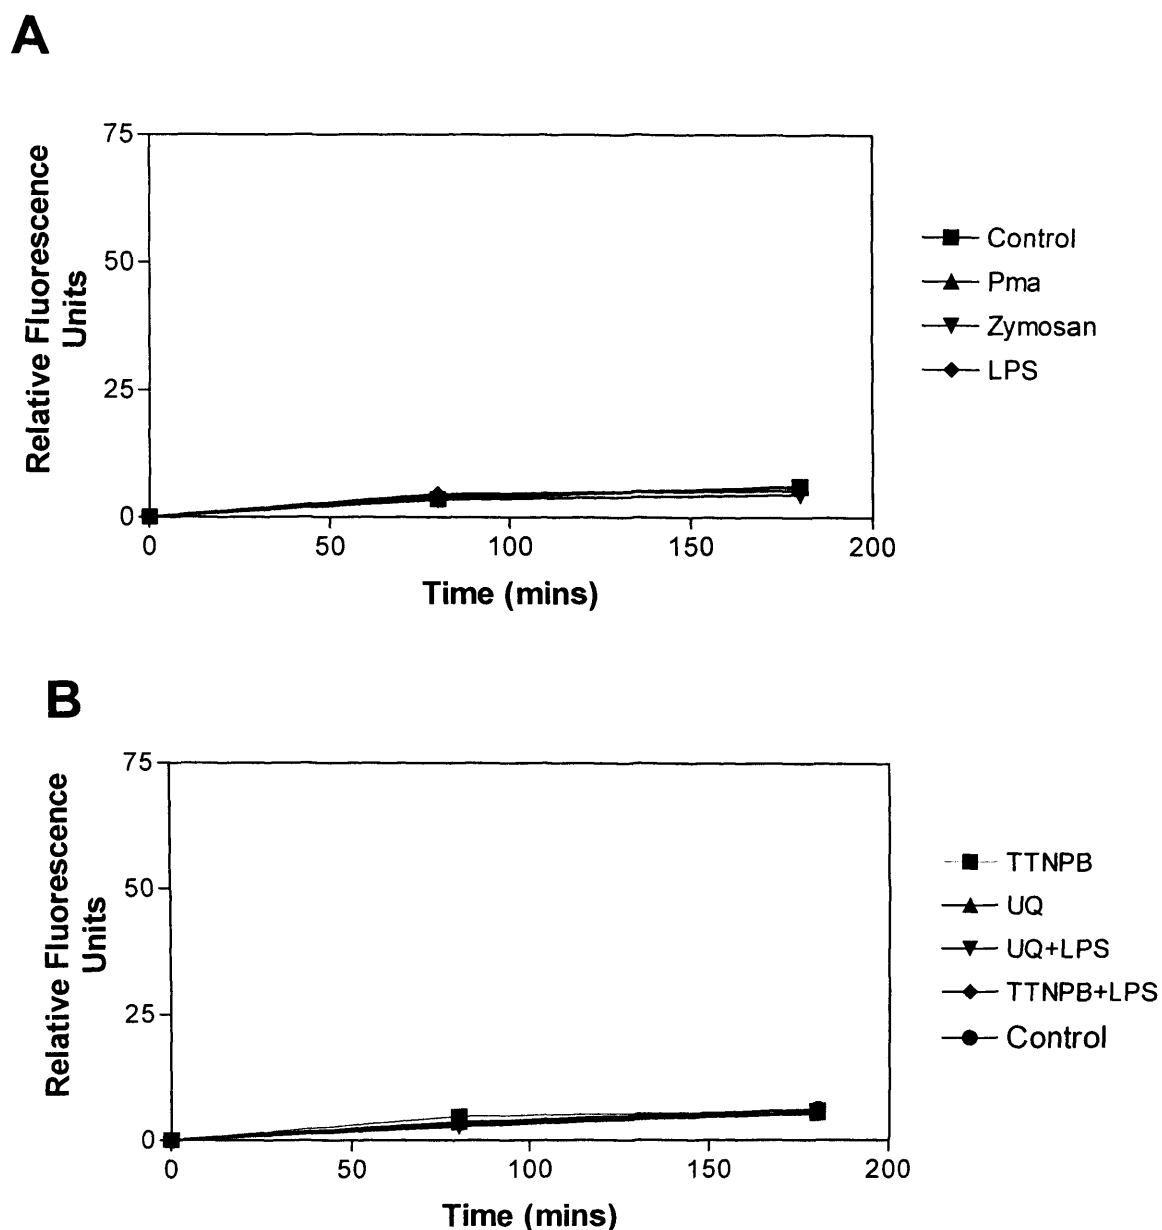 A
Relative Fluorescence
Units
75
50
25
0
0 50 100 150 200
Time (mins)
Control
Pma
Zymosan
LPS
B
Relative Fluorescence
Units
75
50
25
0
0 50 100 150 200
Time (mins)
TTNPB
UQ
UQ+LPS
TTNPB+LPS
Control